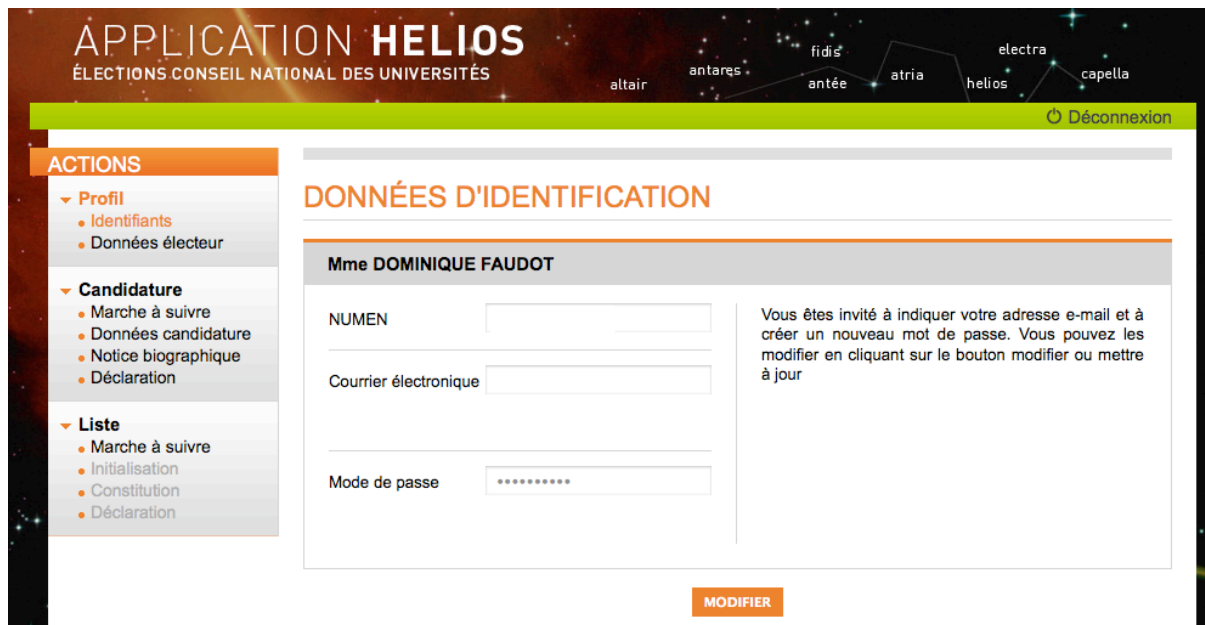 APPLICATION HELIOS
ÉLECTIONS CONSEIL NATIONAL DES UNIVERSITÉS
altair
antares
fidis
antée
atria
electra
helios
capella
Déconnexion
ACTIONS
Profil
Identifiants
Données électeur
Candidature
Marche à suivre
Données candidature
Notice biographique
Déclaration
Liste
Marche à suivre
Initialisation
Constitution
Déclaration
DONNÉES D'IDENTIFICATION
Mme DOMINIQUE FAUDOT
NUMEN
Courrier électronique
Mode de passe
••••••••••
Vous êtes invité à indiquer votre adresse e-mail et à
créer un nouveau mot de passe. Vous pouvez les
modifier en cliquant sur le bouton modifier ou mettre
à jour
MODIFIER